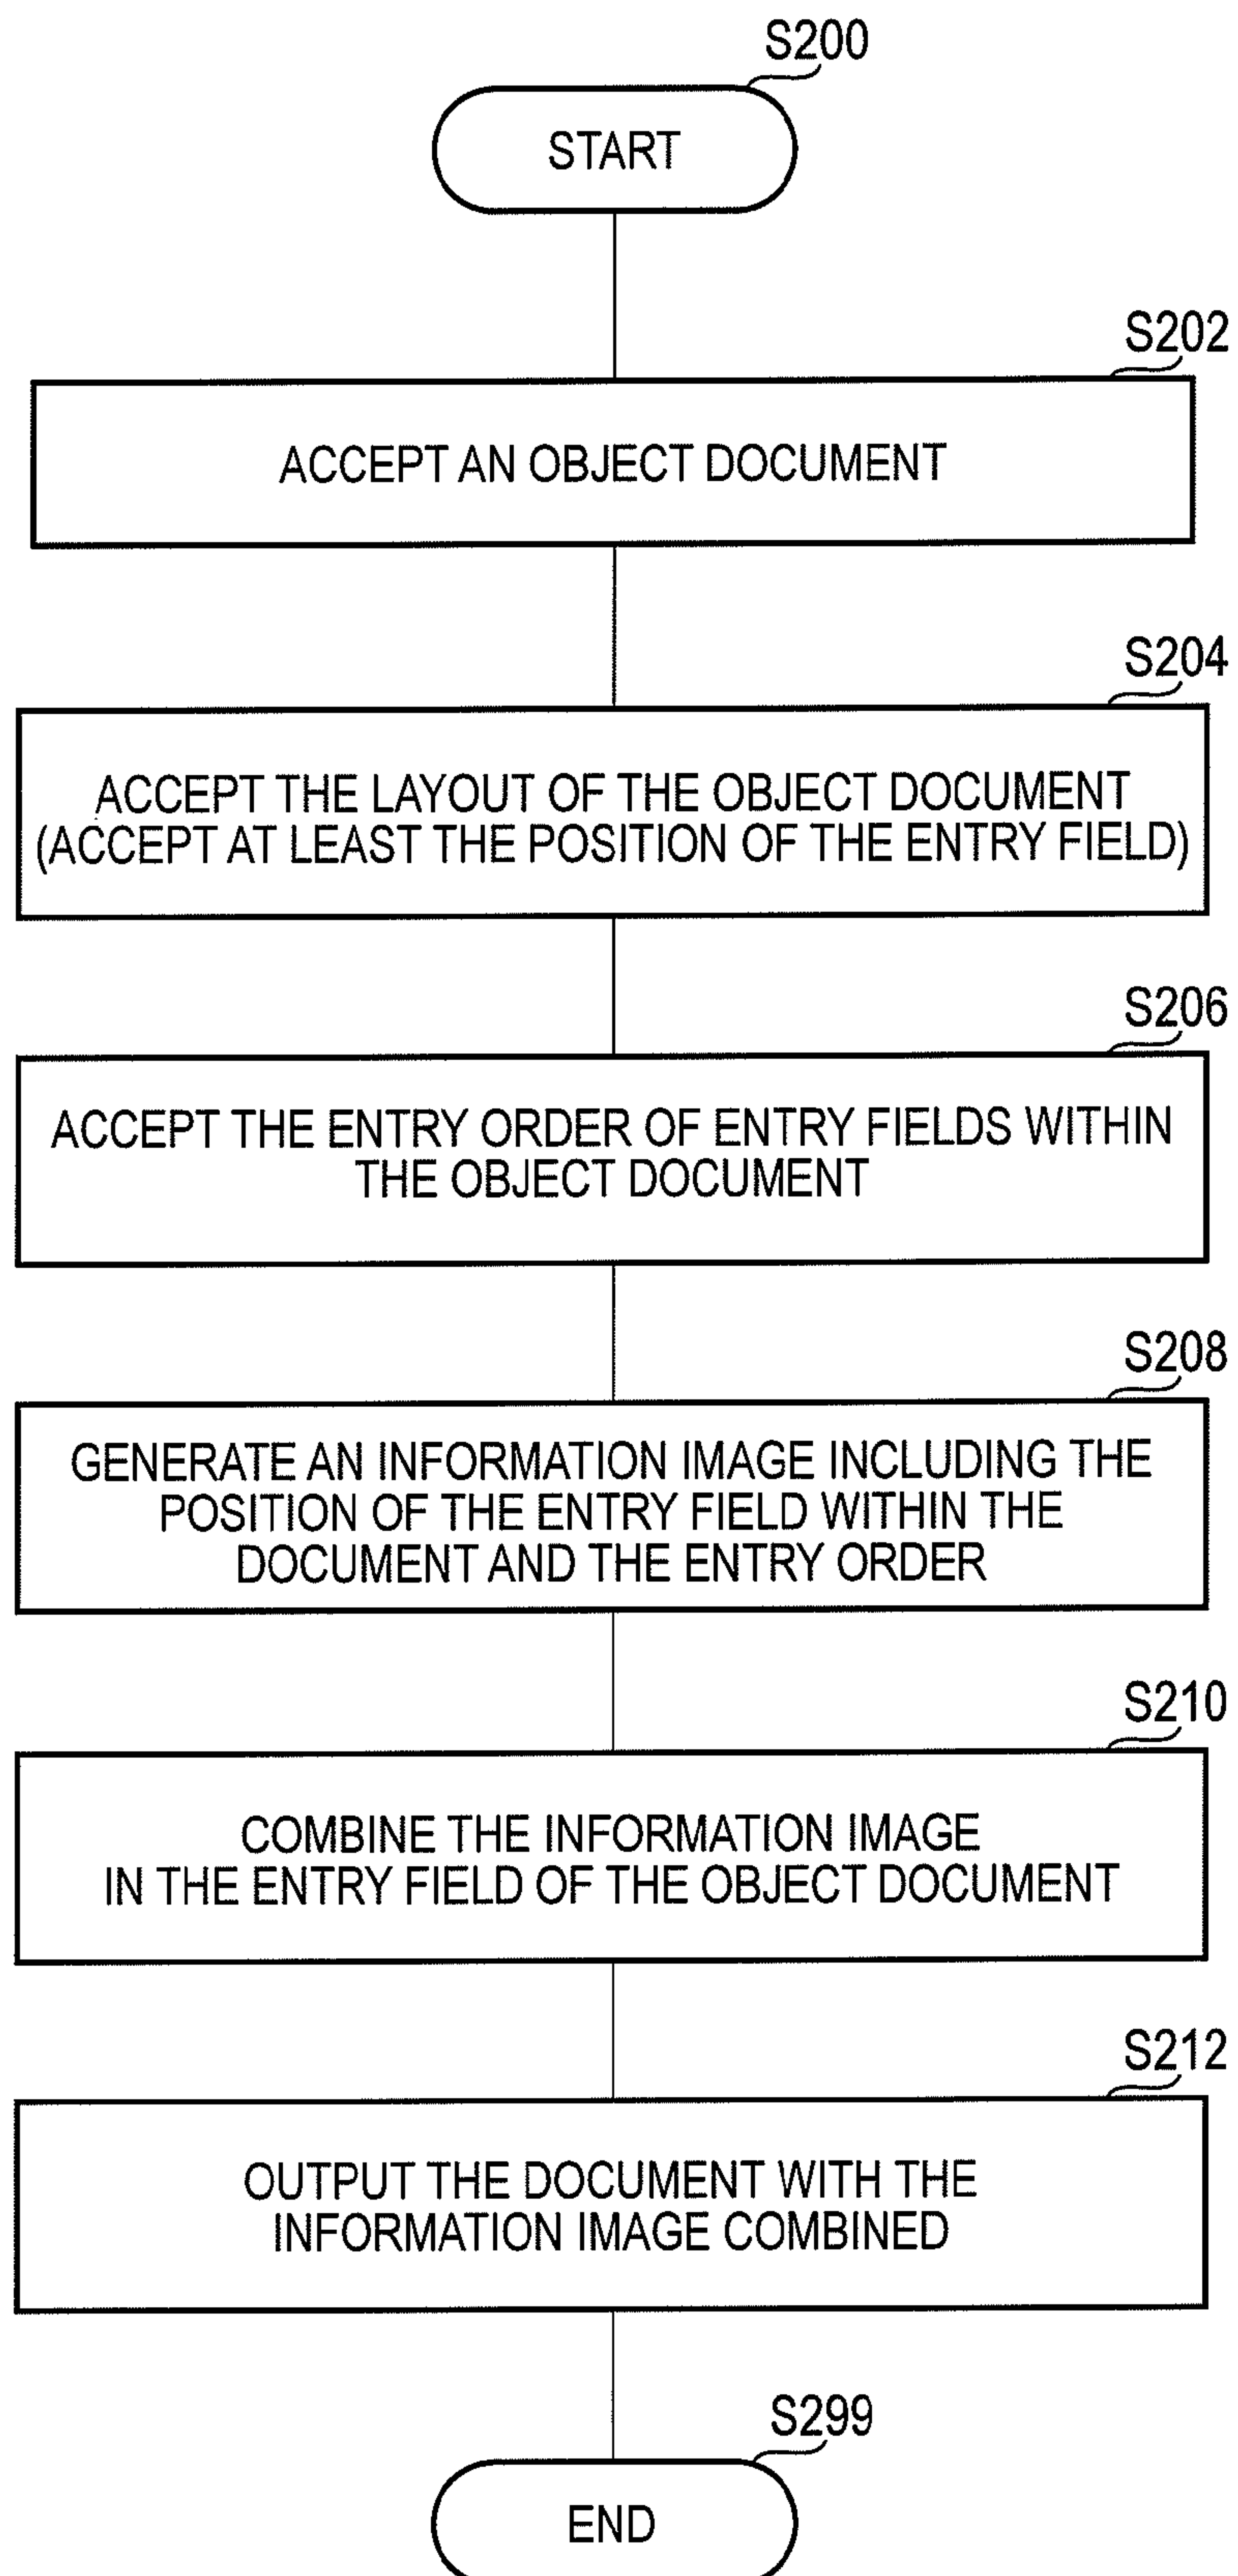 S200
START
S202
ACCEPT AN OBJECT DOCUMENT
S204
ACCEPT THE LAYOUT OF THE OBJECT DOCUMENT
(ACCEPT AT LEAST THE POSITION OF THE ENTRY FIELD)
S206
ACCEPT THE ENTRY ORDER OF ENTRY FIELDS WITHIN
THE OBJECT DOCUMENT
S208
GENERATE AN INFORMATION IMAGE INCLUDING THE
POSITION OF THE ENTRY FIELD WITHIN THE
DOCUMENT AND THE ENTRY ORDER
S210
COMBINE THE INFORMATION IMAGE
IN THE ENTRY FIELD OF THE OBJECT DOCUMENT
S212
OUTPUT THE DOCUMENT WITH THE
INFORMATION IMAGE COMBINED
S299
END